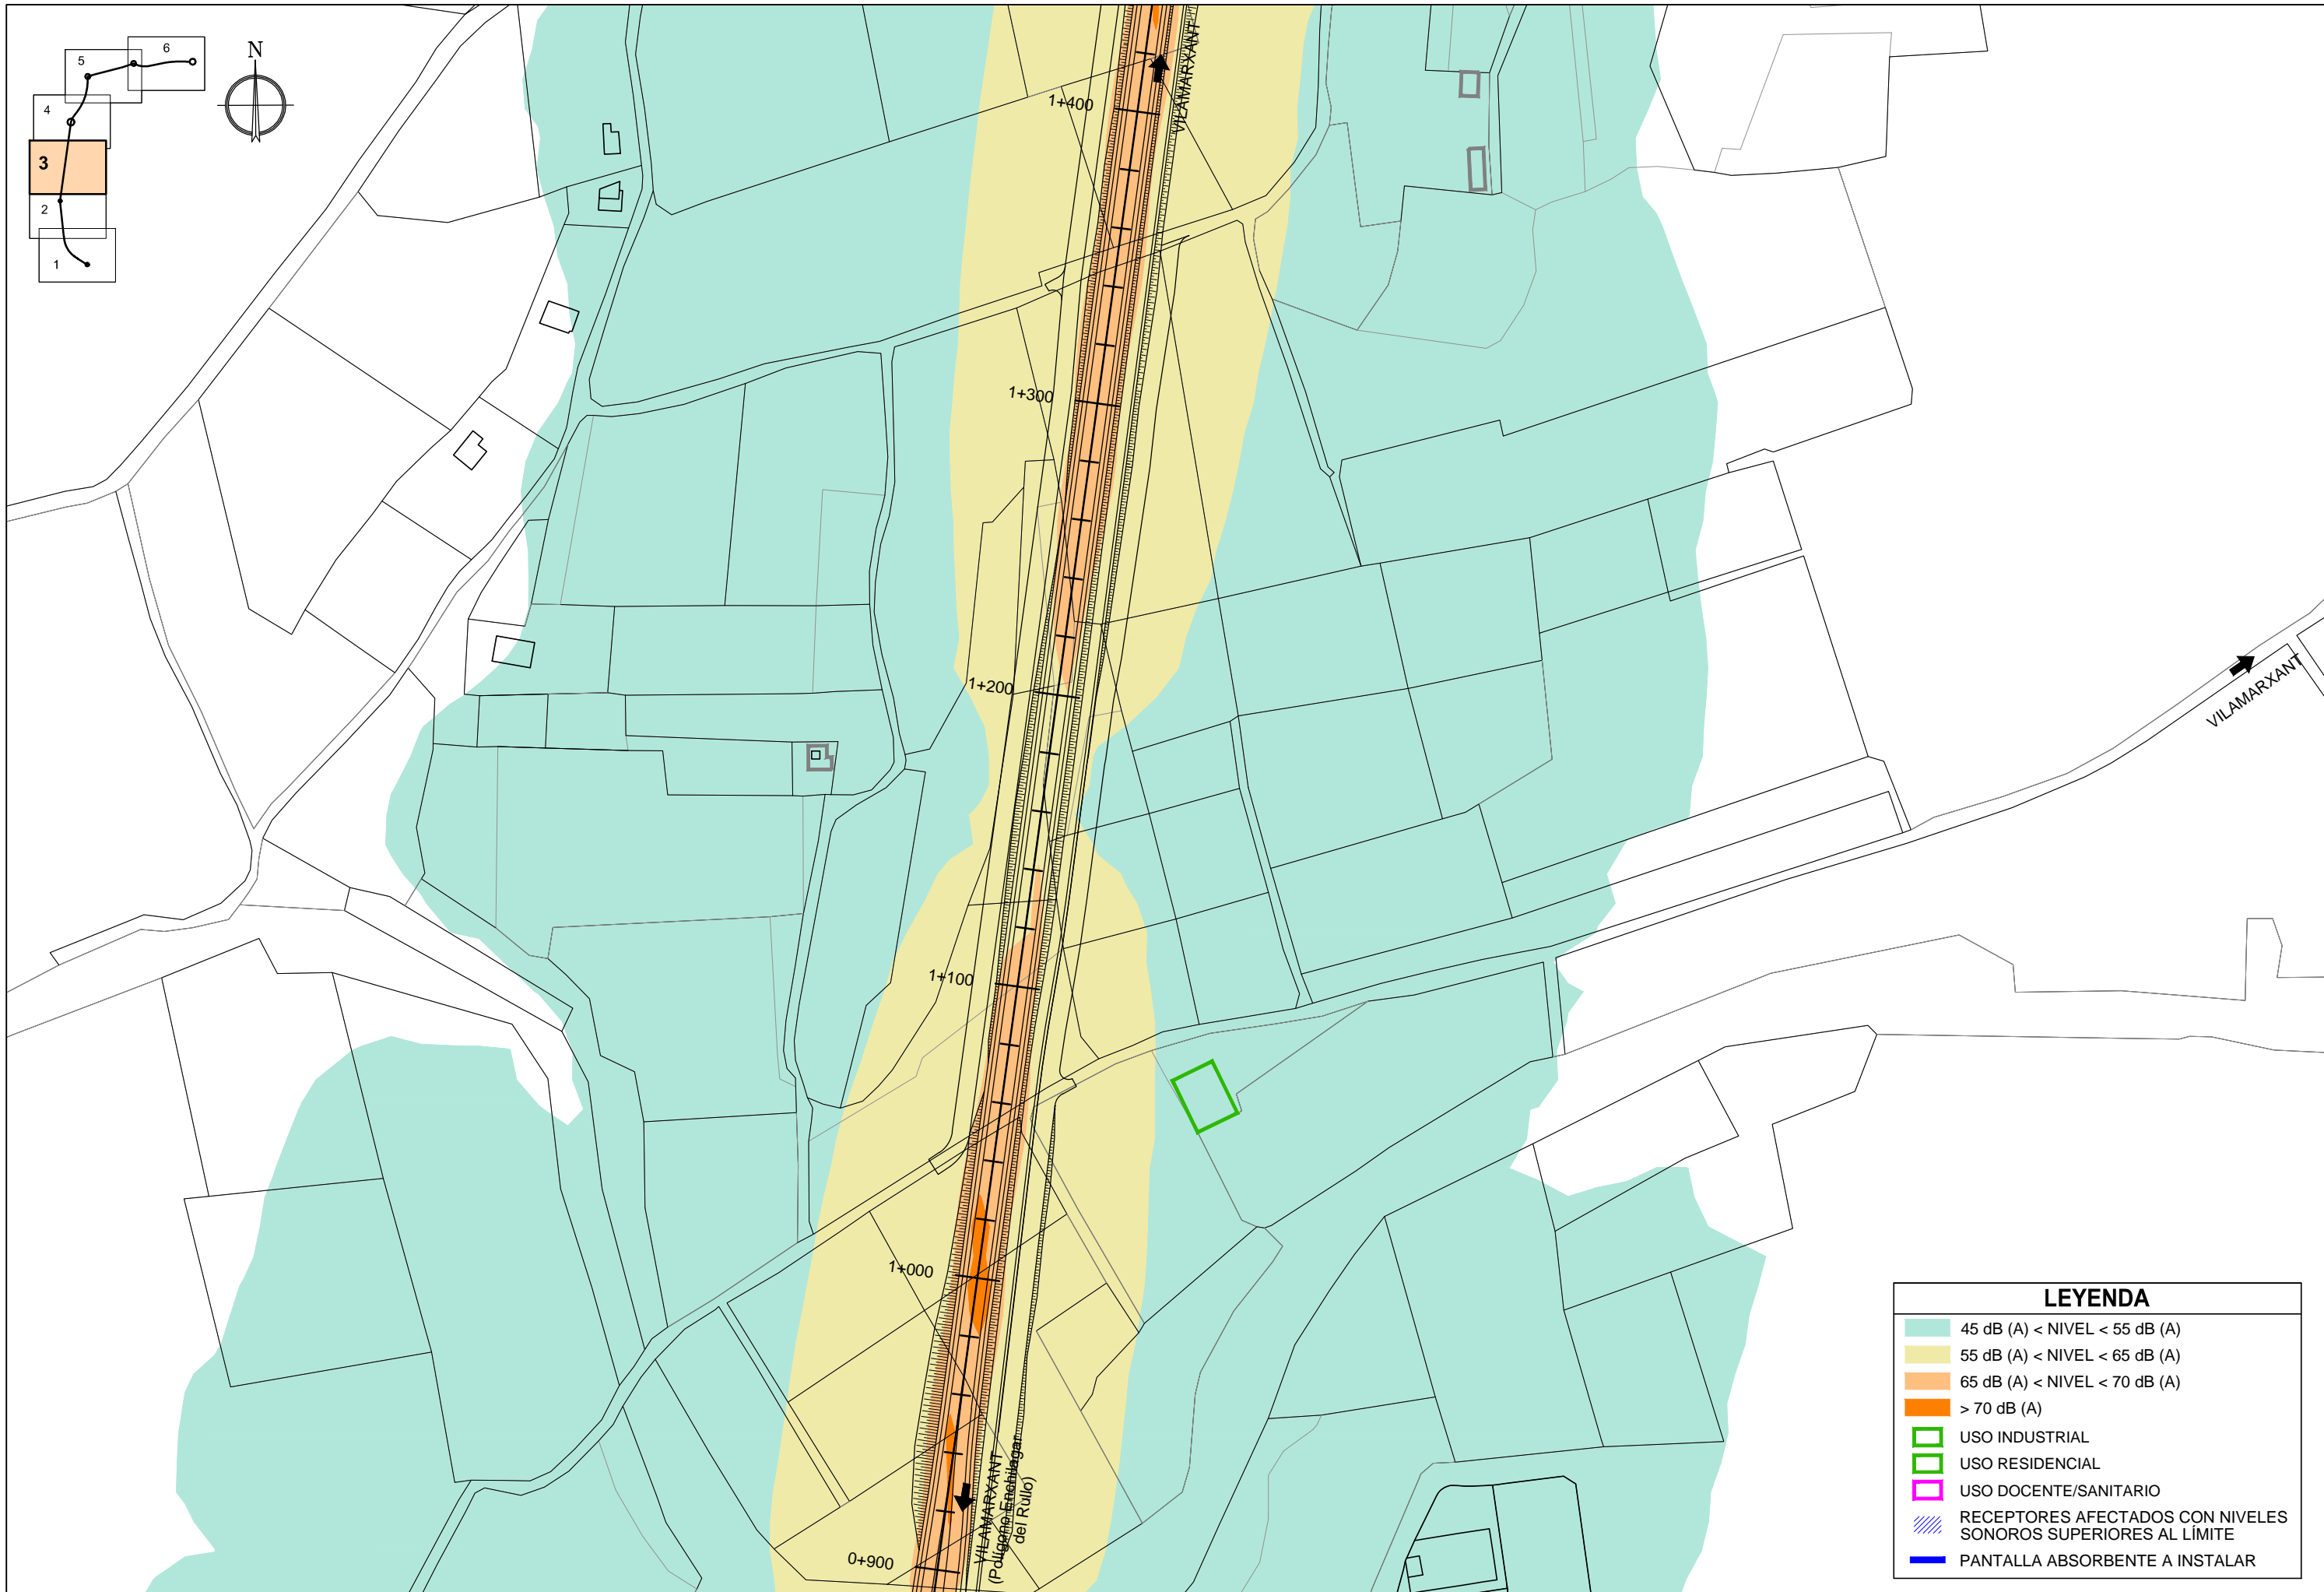 6
5
4
3
2
1
N
VILAMARXANT
1+400
1+300
1+200
1+100
1+000
0+900
VILAMARXANT
VILAMARXANT
(Polígono Enchilagar
del Rullo)
LEYENDA
45 dB (A) < NIVEL < 55 dB (A)
55 dB (A) < NIVEL < 65 dB (A)
65 dB (A) < NIVEL < 70 dB (A)
> 70 dB (A)
USO INDUSTRIAL
USO RESIDENCIAL
USO DOCENTE/SANITARIO
RECEPTORES AFECTADOS CON NIVELES
SONOROS SUPERIORES AL LÍMITE
PANTALLA ABSORBENTE A INSTALAR